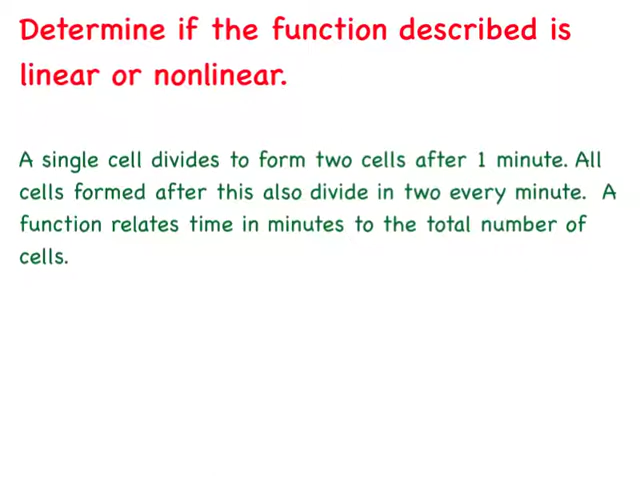 Determine if the function described is
linear or nonlinear.
A single cell divides to form two cells after 1 minute. All
cells formed after this also divide in two every minute. A
function relates time in minutes to the total number of
cells.